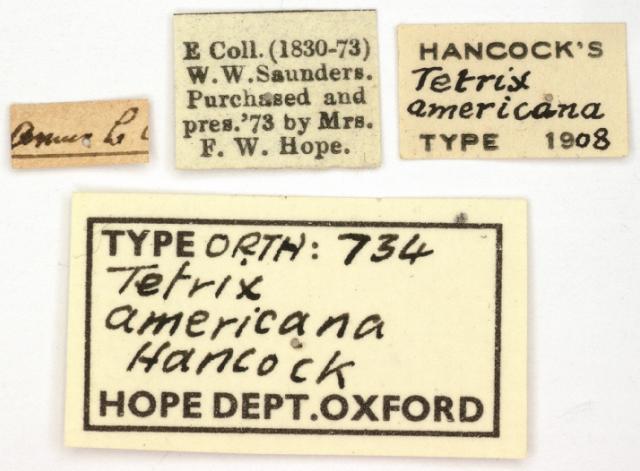 E Coll. (1830-73)
W.W.Saunders.
Purchased and
pres.'73 by Mrs.
F. W. Hope.
HANCOCK'S
Tetrix
americana
TYPE 1908
TYPE ORTH: 734
Tetrix
americana
Hancock
HOPE DEPT.OXFORD